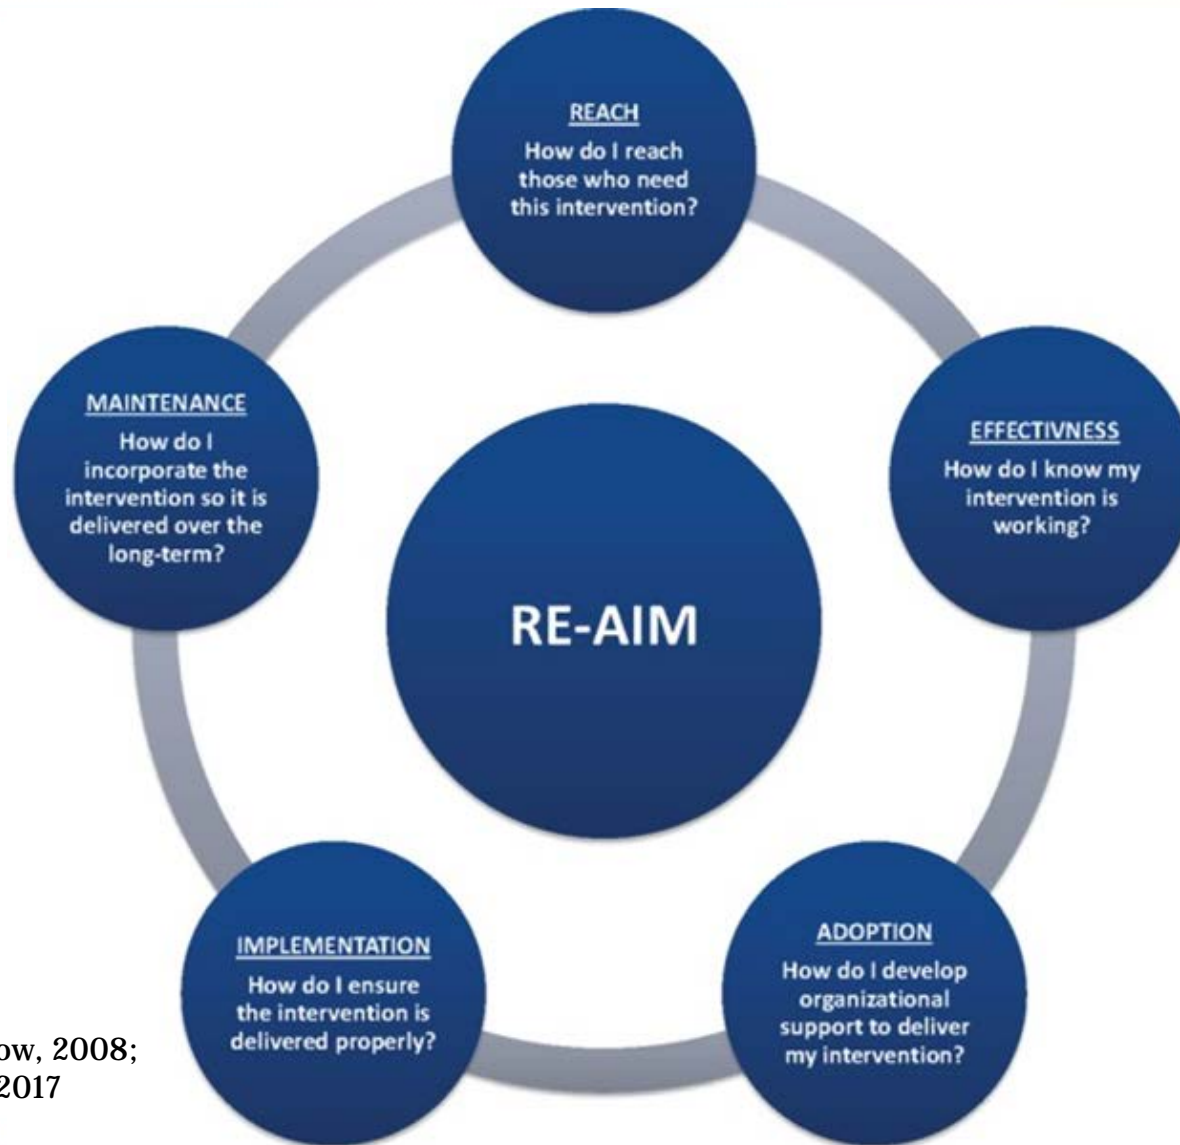 REACH
How do I reach
those who need
this intervention?
EFFECTIVNESS
How do I know my
intervention is
working?
ADOPTION
How do I develop
organizational
support to deliver
my intervention?
IMPLEMENTATION
How do I ensure
the intervention is
delivered properly?
MAINTENANCE
How do I
incorporate the
intervention so it is
delivered over the
long-term?
RE-AIM
ow, 2008;
2017